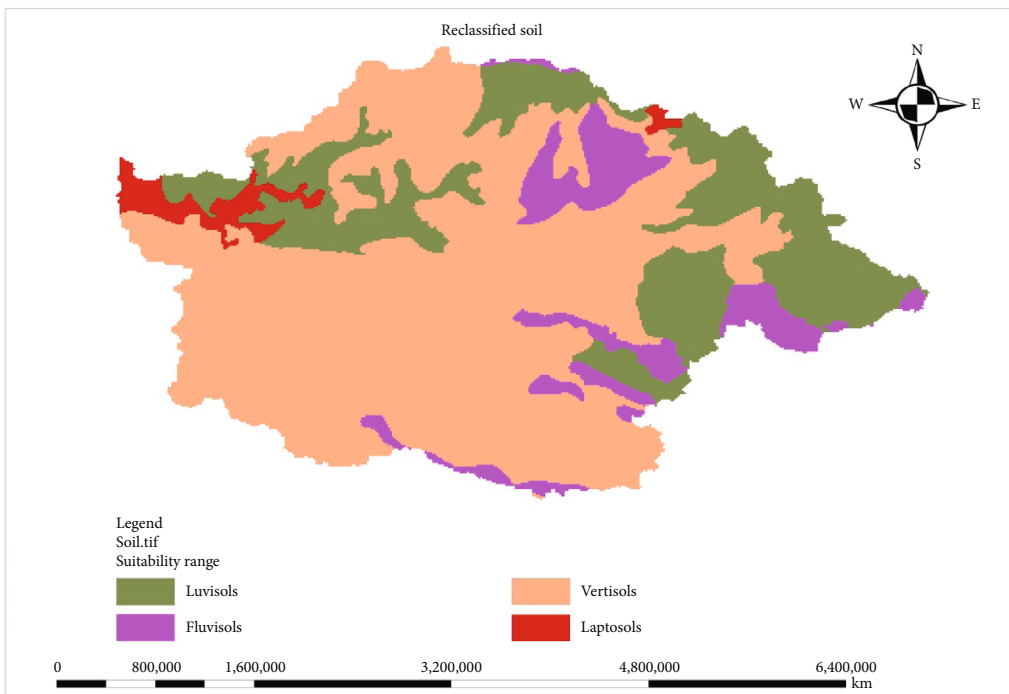 Reclassified soil
N
W
E
S
Legend
Soil.tif
Suitability range
Luvisols
Vertisols
Fluvisols
Laptosols
0 800,000 1,600,000 3,200,000 4,800,000 6,400,000
km